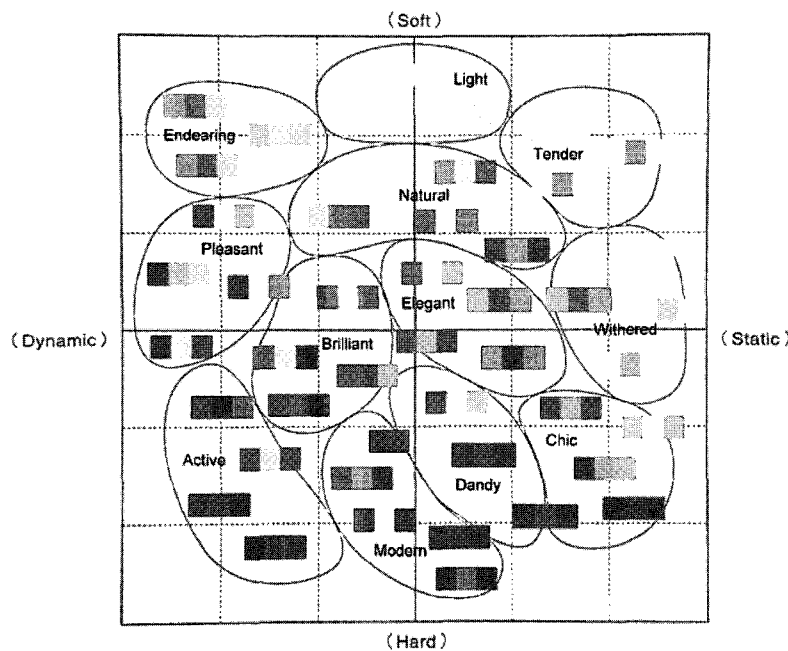 (Soft)
Light
Endearing
Tender
Natural
Pleasant
Elegant
(Dynamic)
Brilliant
Withered
(Static)
Active
Chic
Dandy
Modern
(Hard)